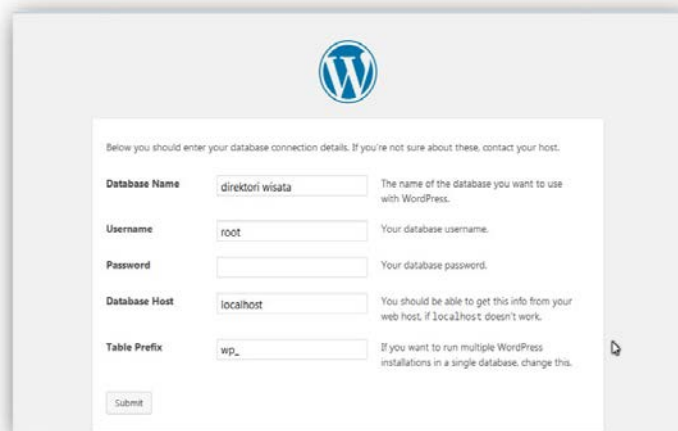 Below you should enter your database connection details. If you're not sure about these, contact your host.
Database Name
direktori wisata
The name of the database you want to use
with WordPress.
Username
root
Your database username.
Password
Your database password.
Database Host
localhost
You should be able to get this info from your
web host, if localhost doesn't work.
Table Prefix
wp_
If you want to run multiple WordPress
installations in a single database, change this.
Submit